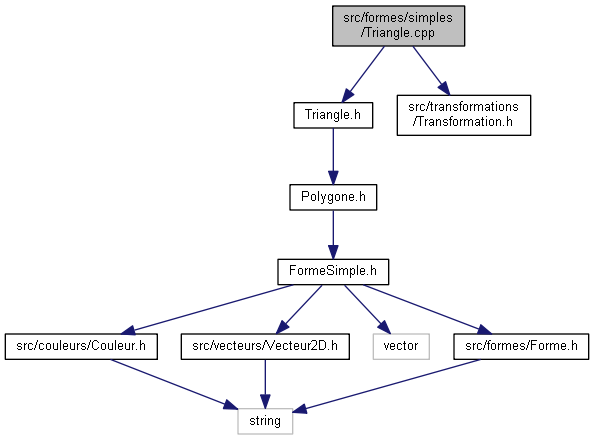 src/formes/simples
/Triangle.cpp
Triangle.h
src/transformations
/Transformation.h
Polygone.h
FormeSimple.h
src/couleurs/Couleur.h
src/vecteurs/Vecteur2D.h
vector
src/formes/Forme.h
string